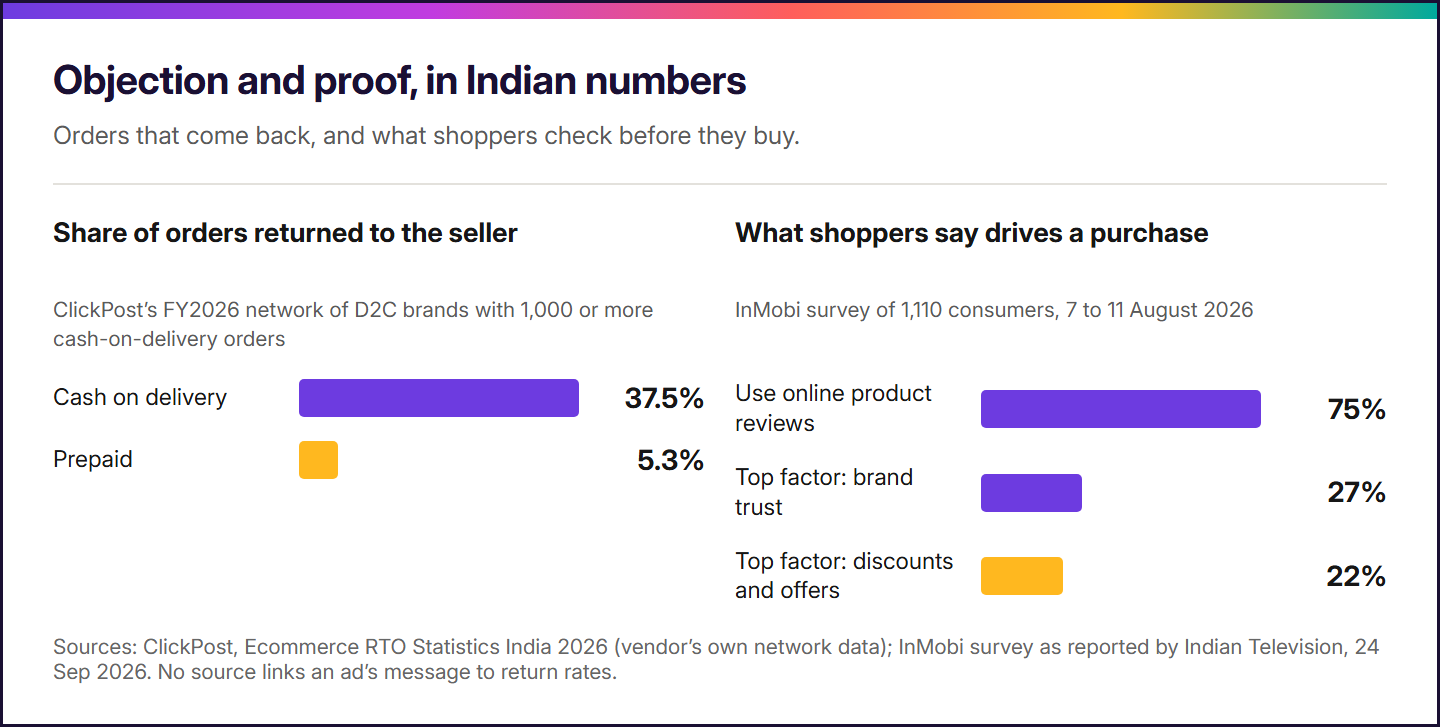 Objection and proof, in Indian numbers
Orders that come back, and what shoppers check before they buy.
Share of orders returned to the seller
ClickPost’s FY2026 network of D2C brands with 1,000 or more
cash-on-delivery orders
Cash on delivery
37.5%
Prepaid
5.3%
What shoppers say drives a purchase
InMobi survey of 1,110 consumers, 7 to 11 August 2026
Use online product
reviews
75%
Top factor: brand
trust
27%
Top factor: discounts
and offers
22%
Sources: ClickPost, Ecommerce RTO Statistics India 2026 (vendor’s own network data); InMobi survey as reported by Indian Television, 24
Sep 2026. No source links an ad’s message to return rates.